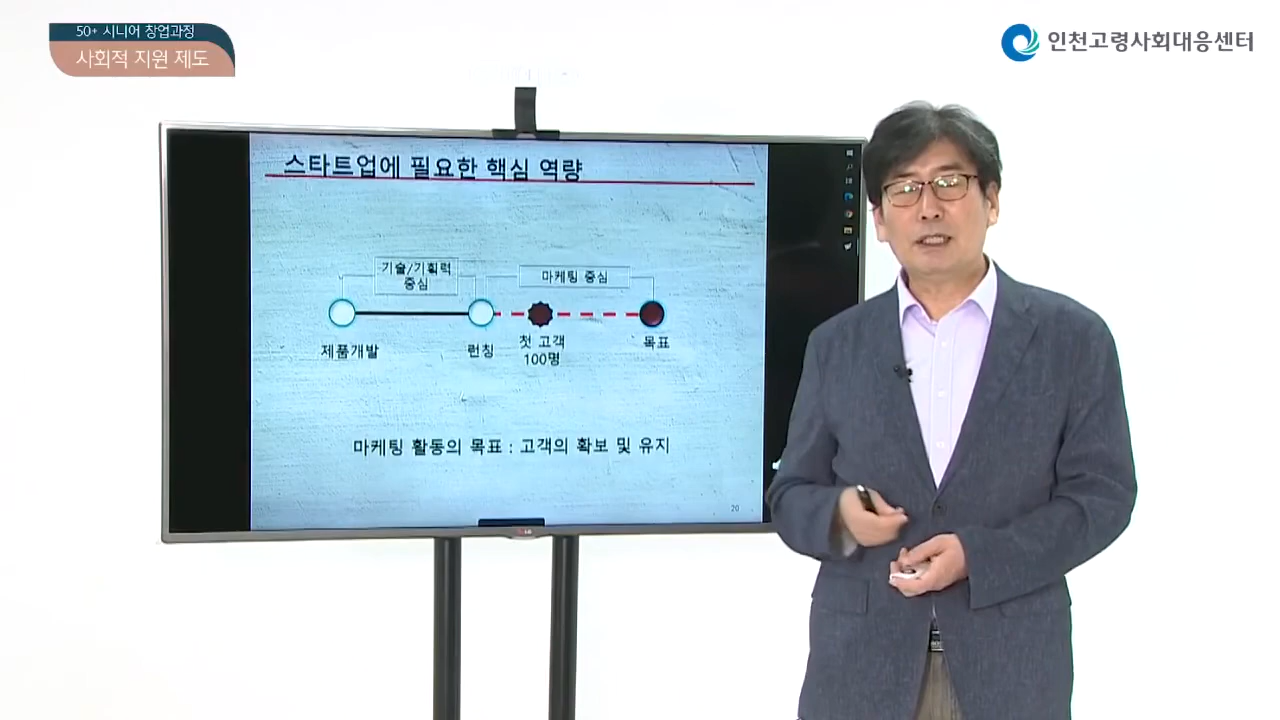 50+ 시니어 창업과정
사회적 지원 제도
인천고령사회대응센터
스타트업에 필요한 핵심 역량
기술/기획력
중심
마케팅 중심
제품개발
런칭
첫 고객
100명
목표
마케팅 활동의 목표 : 고객의 확보 및 유지
20
LG